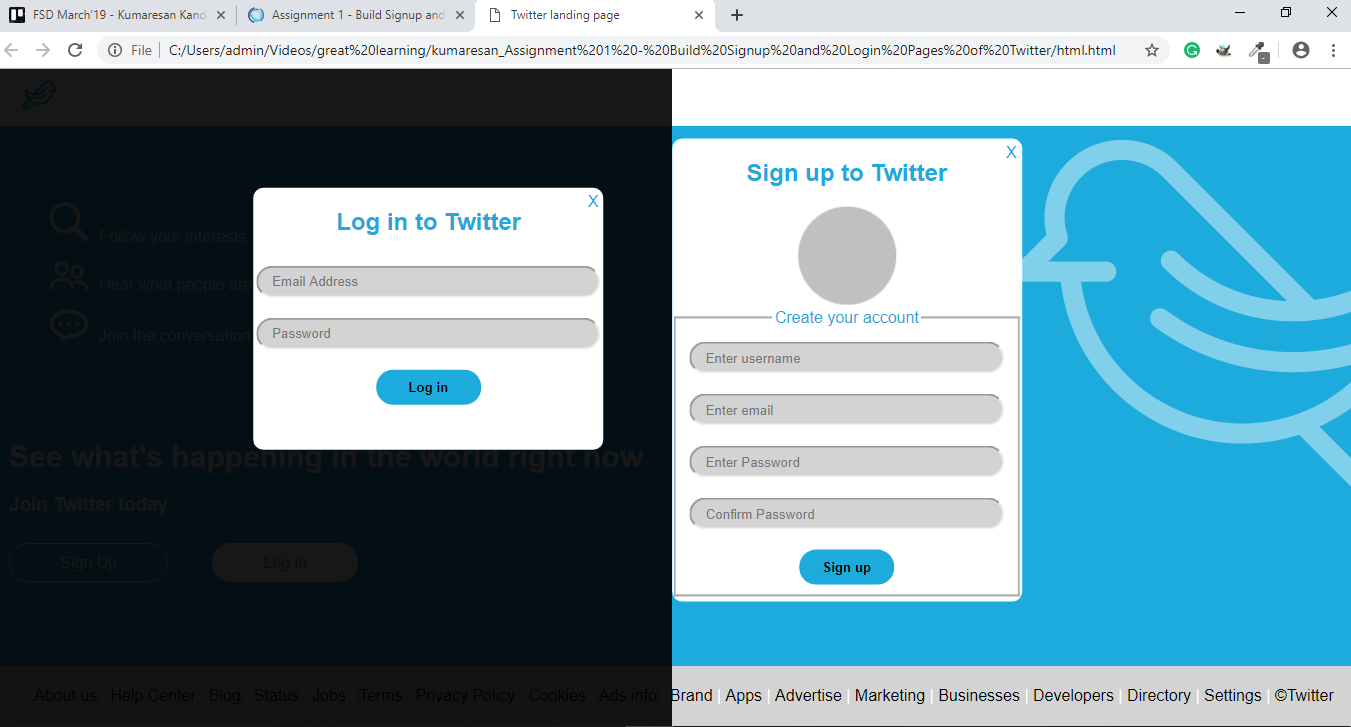 FSD March'19 - Kumaresan Kand
Assignment 1 - Build Signup and
Twitter landing page
File
C:/Users/admin/Videos/great%20learning/kumaresan_Assignment%201%20-%20Build%20Signup%20and%20Login%20Pages%20of%20Twitter/html.html
X
Log in to Twitter
Email Address
Password
Log in
Follow your interests
Hear what people are
Join the conversation
See what's happening in the world right now
Join Twitter today
Sign Up
Log in
X
Sign up to Twitter
Create your account
Enter username
Enter email
Enter Password
Confirm Password
Sign up
About us | Help Center | Blog | Status | Jobs | Terms | Privacy Policy | Cookies | Ads info | Brand | Apps | Advertise | Marketing | Businesses | Developers | Directory | Settings | ©Twitter